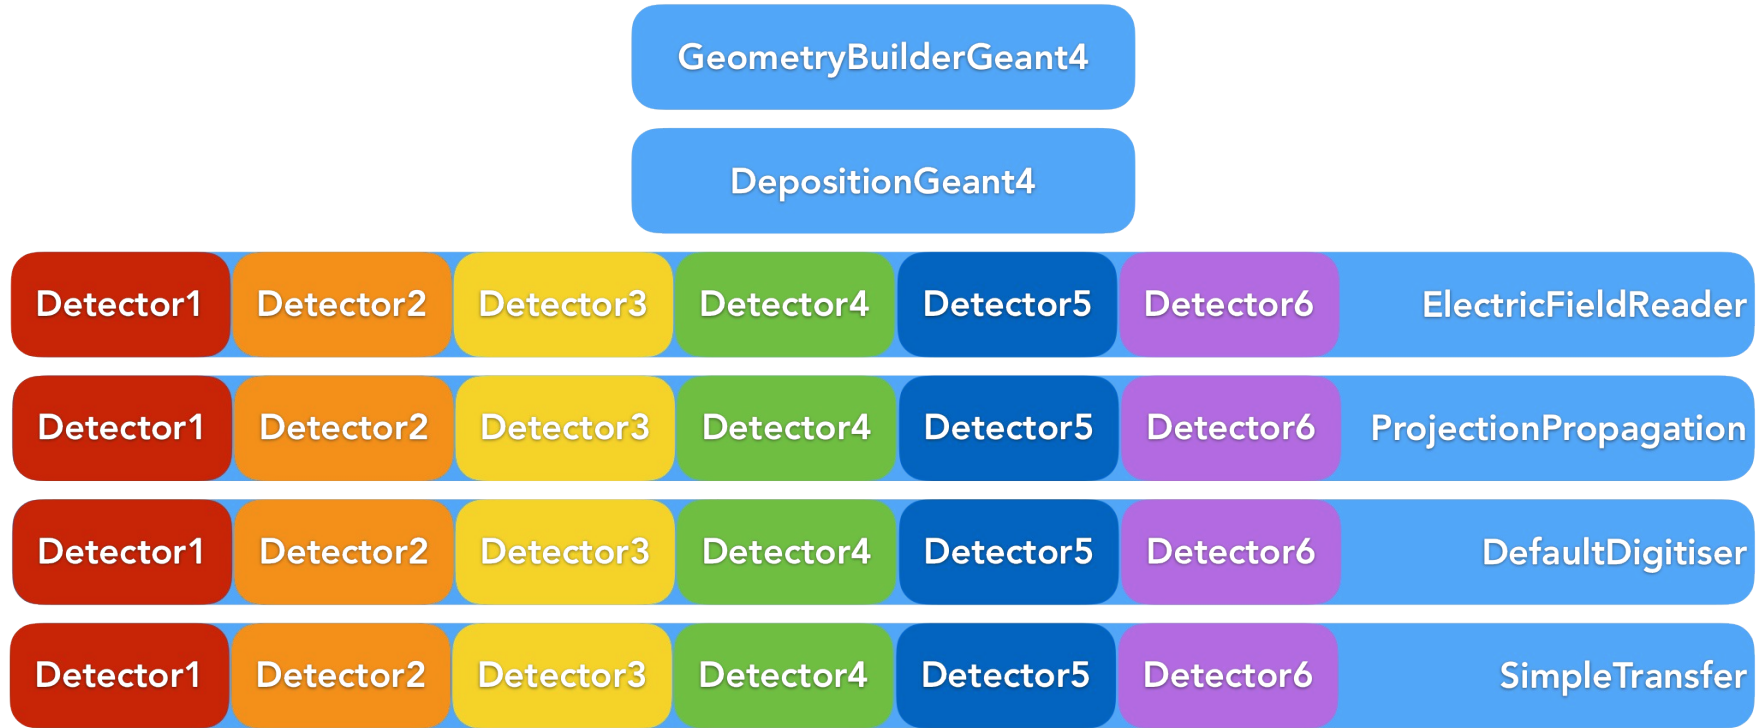 GeometryBuilderGeant4
DepositionGeant4
Detector1 Detector2 Detector3 Detector4 Detector5 Detector6 ElectricFieldReader
Detector1 Detector2 Detector3 Detector4 Detector5 Detector6 ProjectionPropagation
Detector1 Detector2 Detector3 Detector4 Detector5 Detector6 DefaultDigitiser
Detector1 Detector2 Detector3 Detector4 Detector5 Detector6 SimpleTransfer